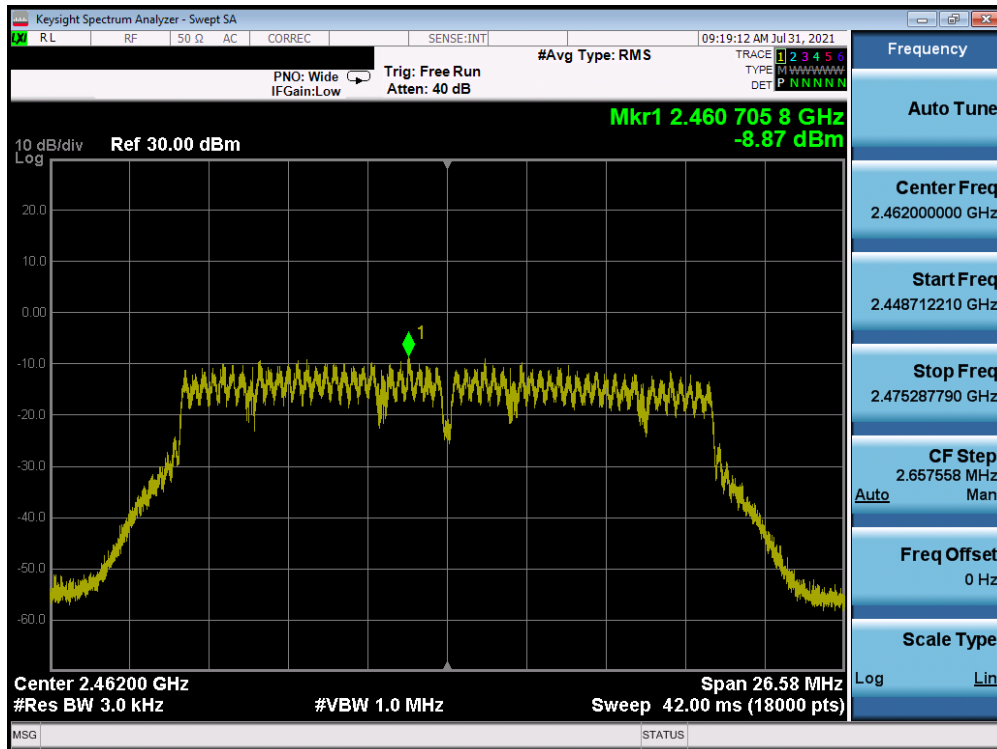 Keysight Spectrum Analyzer - Swept SA
LXI RL RF 50 Ω AC CORREC SENSE:INT 09:19:12 AM Jul 31, 2021
PNO: Wide
IFGain:Low
Trig: Free Run
Atten: 40 dB
#Avg Type: RMS
TRACE 1 2 3 4 5 6
TYPE M WWWWW
DET P N N N N N
Mkr1 2.460 705 8 GHz
-8.87 dBm
10 dB/div Ref 30.00 dBm
Log
20.0
10.0
0.00
-10.0
-20.0
-30.0
-40.0
-50.0
-60.0
1
Center 2.46200 GHz Span 26.58 MHz
#Res BW 3.0 kHz #VBW 1.0 MHz Sweep 42.00 ms (18000 pts)
MSG STATUS
Frequency
Auto Tune
Center Freq
2.462000000 GHz
Start Freq
2.448712210 GHz
Stop Freq
2.475287790 GHz
CF Step
2.657558 MHz
Auto Man
Freq Offset
0 Hz
Scale Type
Log Lin